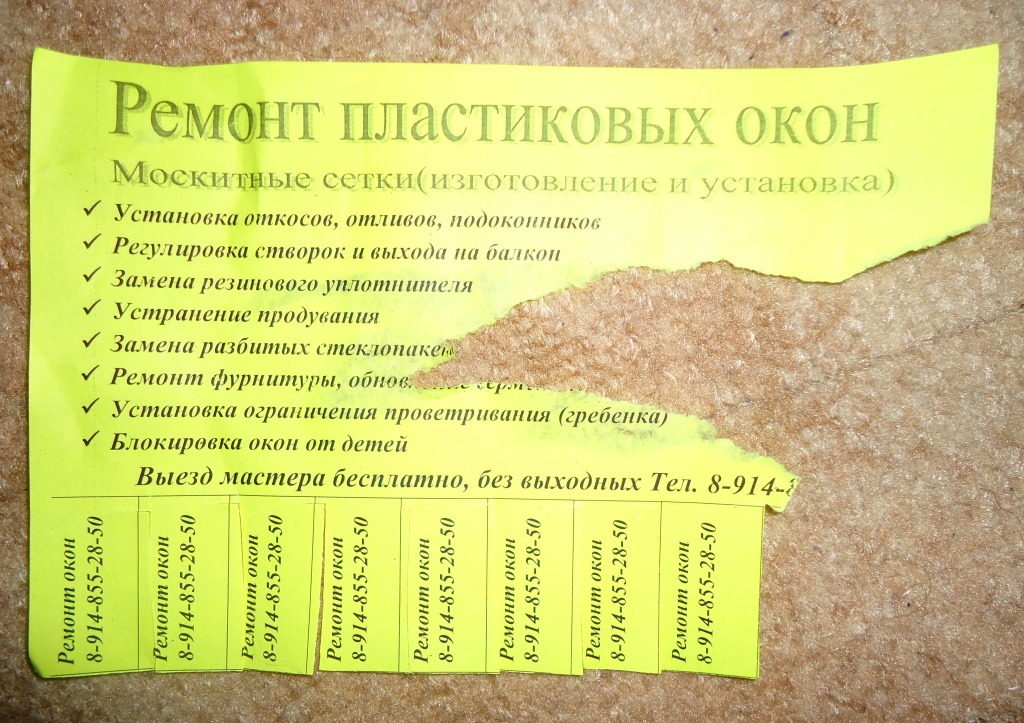 Ремонт пластиковых окон
Москитные сетки(изготовление и установка)
✓ Установка откосов, отливов, подоконников
✓ Регулировка створок и выхода на балкон
✓ Замена резинового уплотнителя
✓ Устранение продувания
✓ Замена разбитых
✓ Ремонт фурнитуры,
✓ Установка ограничения проветривания (гребенка)
✓ Блокировка окон от детей
Выезд мастера бесплатно, без выходных Тел. 8-914-
Ремонт окон
8-914-855-28-50
Ремонт окон
8-914-855-28-50
Ремонт окон
8-914-855-28-50
Ремонт окон
8-914-855-28-50
Ремонт окон
8-914-855-28-50
Ремонт окон
8-914-855-28-50
Ремонт окон
8-914-855-28-50
Ремонт окон
8-914-855-28-50